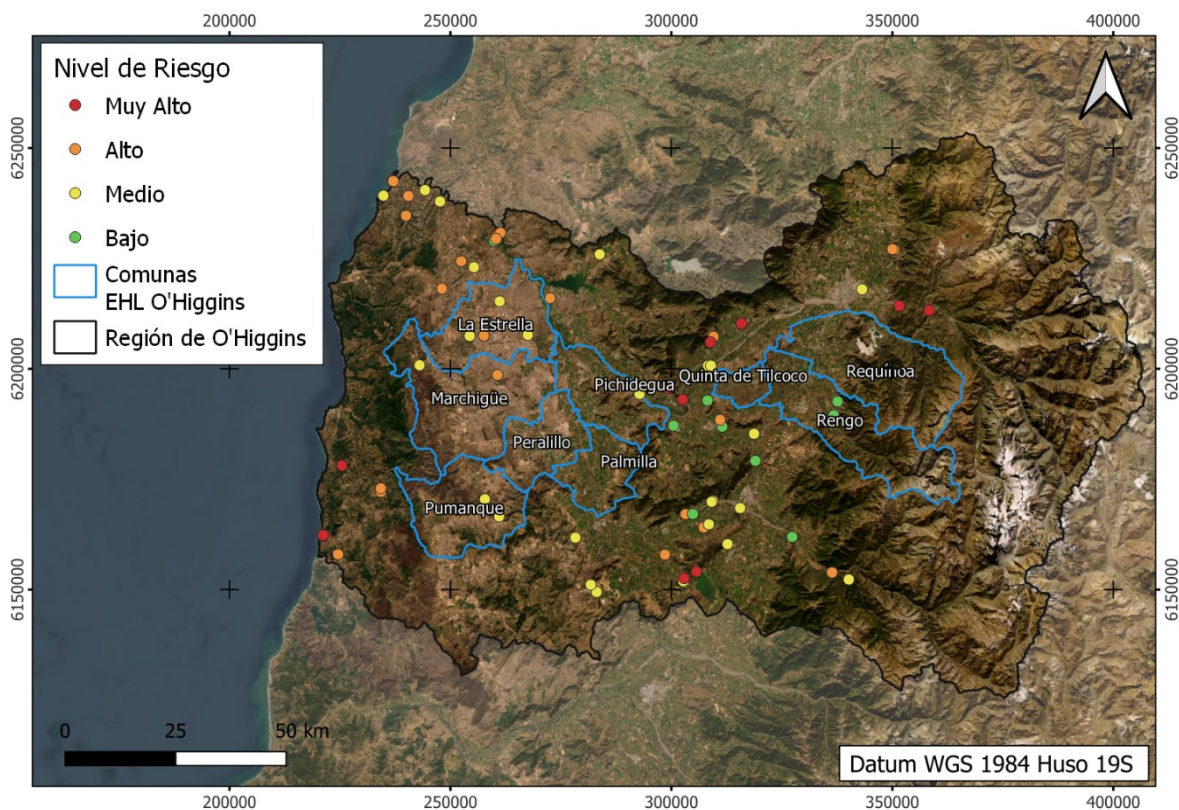 200000 250000 300000 350000 400000
Nivel de Riesgo
Muy Alto
Alto
Medio
Bajo
Comunas
EHL O'Higgins
Región de O'Higgins
6250000
6200000
6150000
6250000
6200000
6150000
La Estrella
Marchigüe
Pichidegua
Quinta de Tilcoco
Requínoa
Rengo
Peralillo
Palmilla
Pumanque
0 25 50 km
Datum WGS 1984 Huso 19S
200000 250000 300000 350000 400000